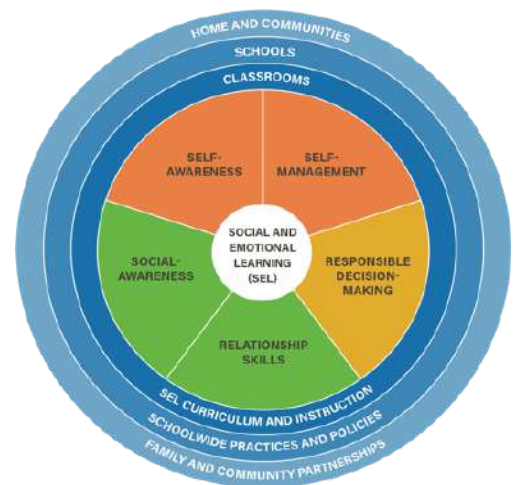 HOME AND COMMUNITIES
SCHOOLS
CLASSROOMS
SELF-
AWARENESS
SELF-
MANAGEMENT
SOCIAL AND
EMOTIONAL
LEARNING
(SEL)
SOCIAL-
AWARENESS
RESPONSIBLE
DECISION-
MAKING
RELATIONSHIP
SKILLS
SEL CURRICULUM AND INSTRUCTION
SCHOOLWIDE PRACTICES AND POLICIES
FAMILY AND COMMUNITY PARTNERSHIPS